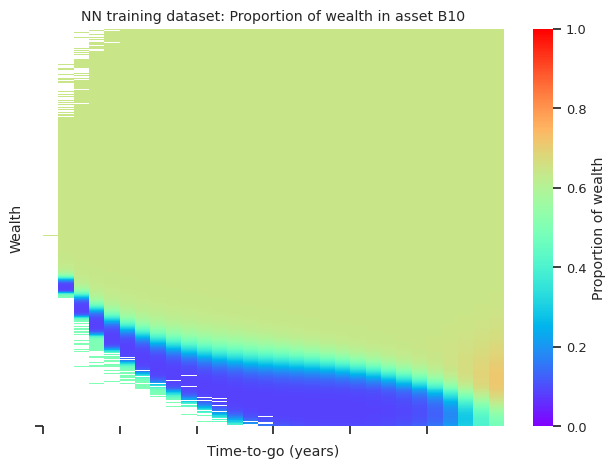 NN training dataset: Proportion of wealth in asset B10
Wealth
Time-to-go (years)
1.0
0.8
0.6
0.4
0.2
0.0
Proportion of wealth